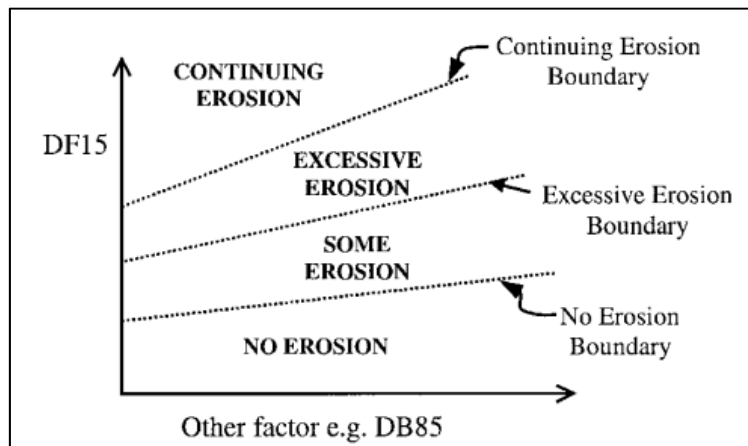 CONTINUING
EROSION
Continuing Erosion
Boundary
DF15
EXCESSIVE
EROSION
Excessive Erosion
Boundary
SOME
EROSION
No Erosion
Boundary
NO EROSION
Other factor e.g. DB85